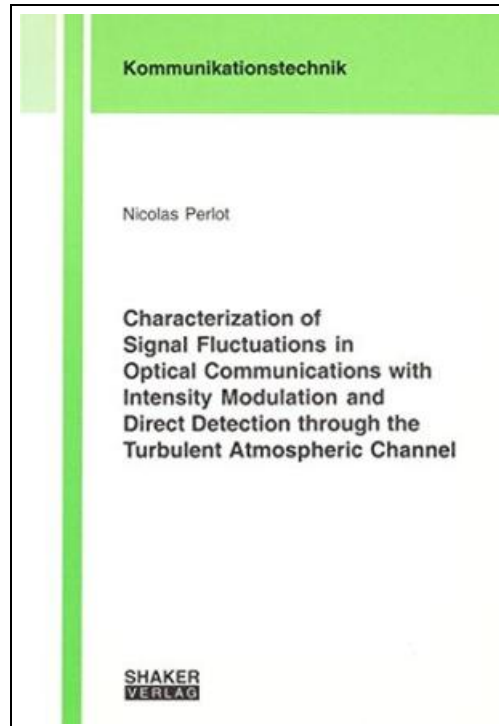 Kommunikationstechnik
Nicolas Perlot
Characterization of
Signal Fluctuations in
Optical Communications with
Intensity Modulation and
Direct Detection through the
Turbulent Atmospheric Channel
SHAKER
VERLAG